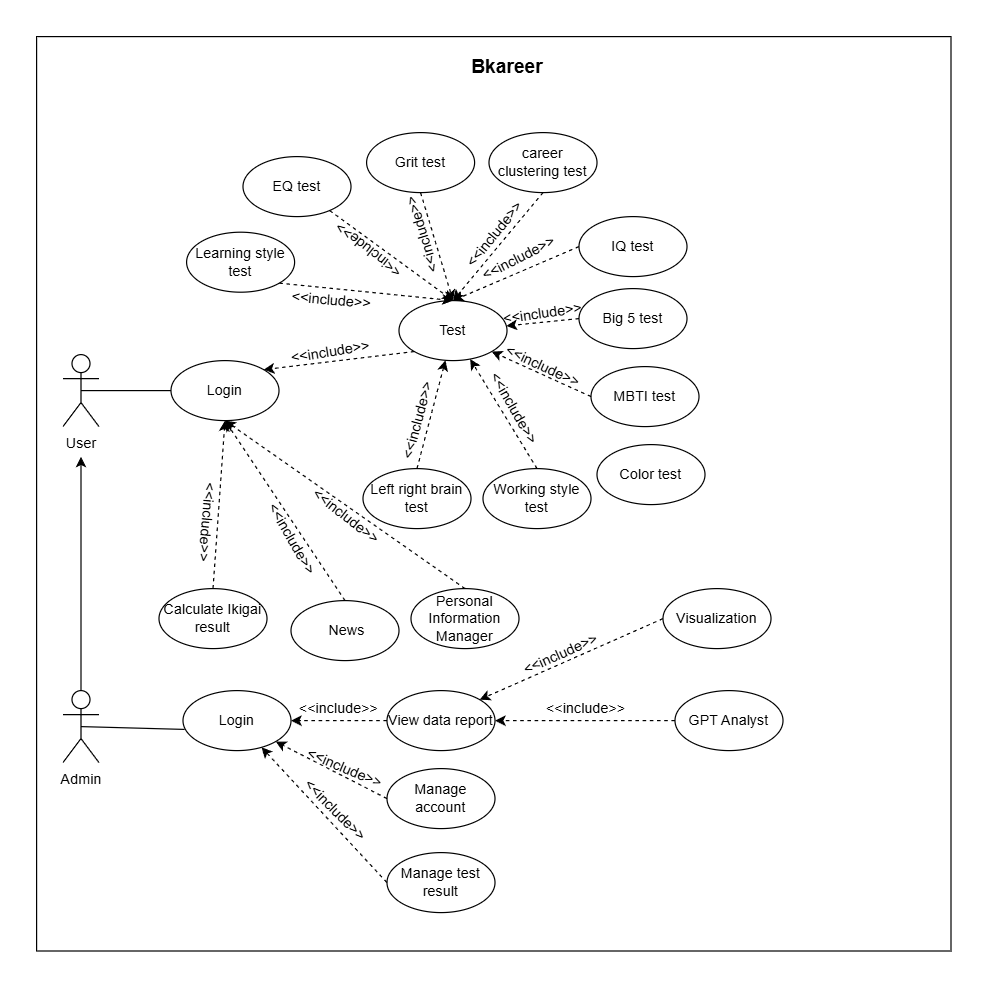 Bkareer
Grit test
career
clustering test
EQ test
<<include>>
<<include>>
<<include>>
IQ test
Learning style
test
<<include>>
<<include>>
Test
<<include>>
Big 5 test
<<include>>
<<include>>
Login
User
MBTI test
<<include>>
<<include>>
Color test
Left right brain
test
Working style
test
<<include>>
<<include>>
<<include>>
Calculate Ikigai
result
News
Personal
Information
Manager
Visualization
<<include>>
Login
<<include>>
View data report
<<include>>
GPT Analyst
Admin
<<include>>
Manage
account
<<include>>
Manage test
result